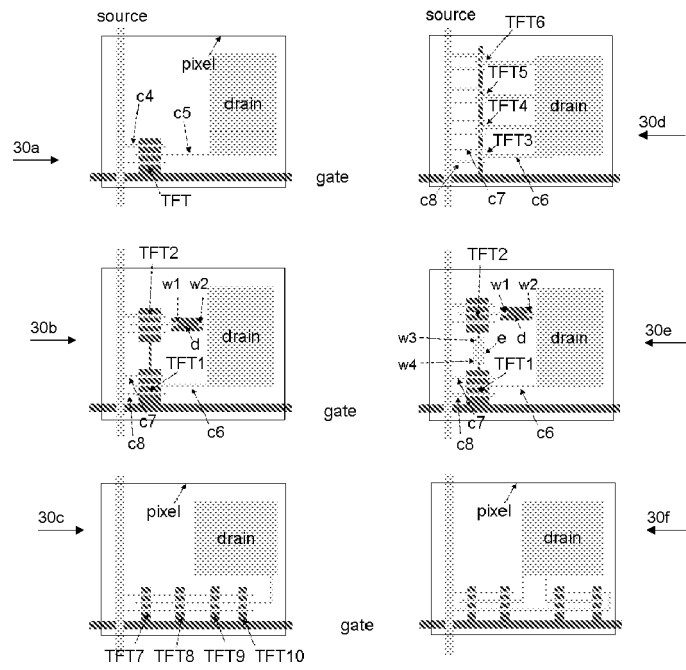 source
pixel
c4
c5
drain
30a
TFT
gate
TFT6
TFT5
TFT4
drain
TFT3
30d
c8
c7
c6
TFT2
w1
w2
30b
d
drain
TFT1
c7
c8
c6
gate
TFT2
w1
w2
w3
e
d
drain
30e
w4
TFT1
c7
c8
c6
30c
pixel
drain
TFT7
TFT8
TFT9
TFT10
gate
pixel
30f
drain